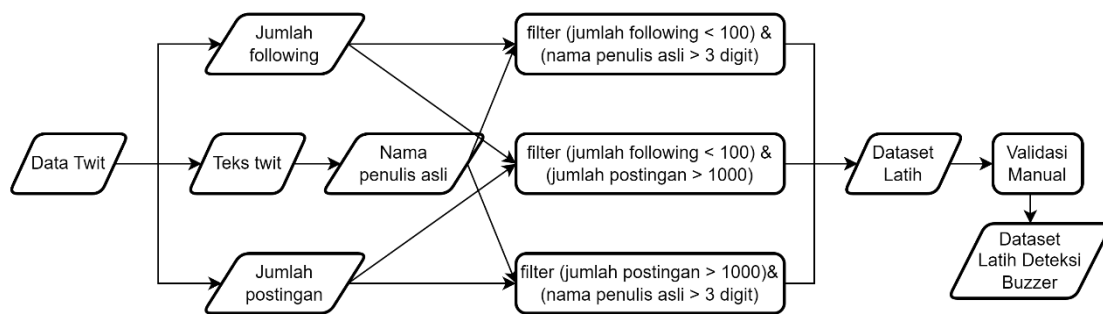 Jumlah
following
filter (jumlah following < 100) &
(nama penulis asli > 3 digit)
Data Twit
Teks twit
Nama
penulis asli
filter (jumlah following < 100) &
(jumlah postingan > 1000)
Dataset
Latih
Validasi
Manual
Jumlah
postingan
filter (jumlah postingan > 1000)&
(nama penulis asli > 3 digit)
Dataset
Latih Deteksi
Buzzer